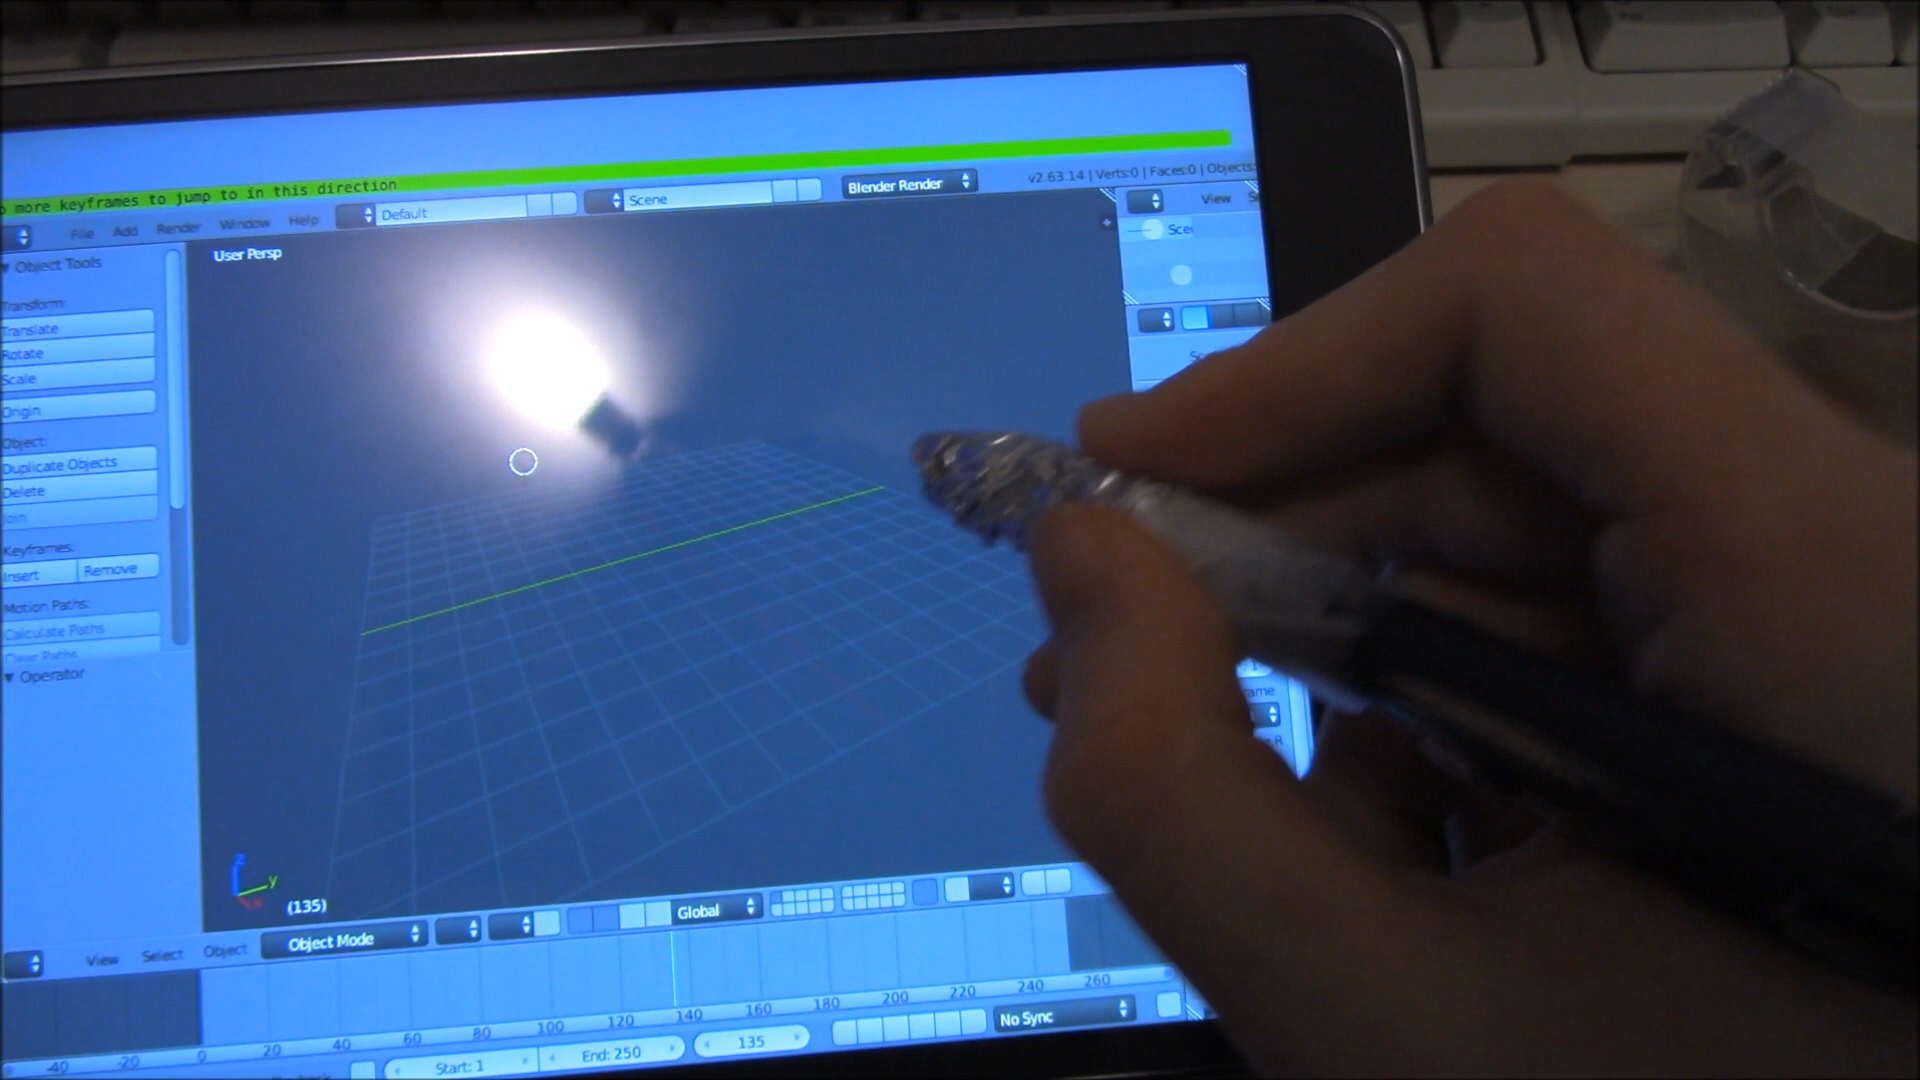 more keyframes to jump to in this direction
File Add Render Window Help Default Scene Blender Render v2.63.14 | Verts:0 | Faces:0 | Objects:
View
Object Tools
User Persp
Transform:
Translate
Rotate
Scale
Origin
Object:
Duplicate Objects
Delete
Join
Keyframes:
Insert Remove
Motion Paths:
Calculate Paths
Clear Paths
Operator
z
y
(135)
View Select Object Object Mode Global
-40 -20 0 20 40 60 80 100 120 140 160 180 200 220 240 260
Start: 1 End: 250 135 No Sync